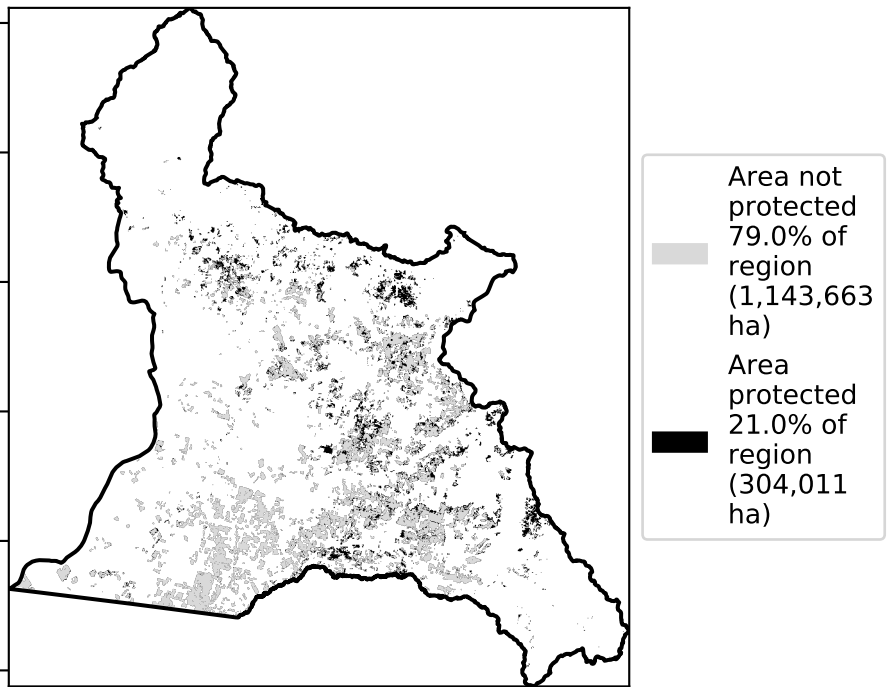 Area not
protected
79.0% of
region
(1,143,663
ha)
Area
protected
21.0% of
region
(304,011
ha)